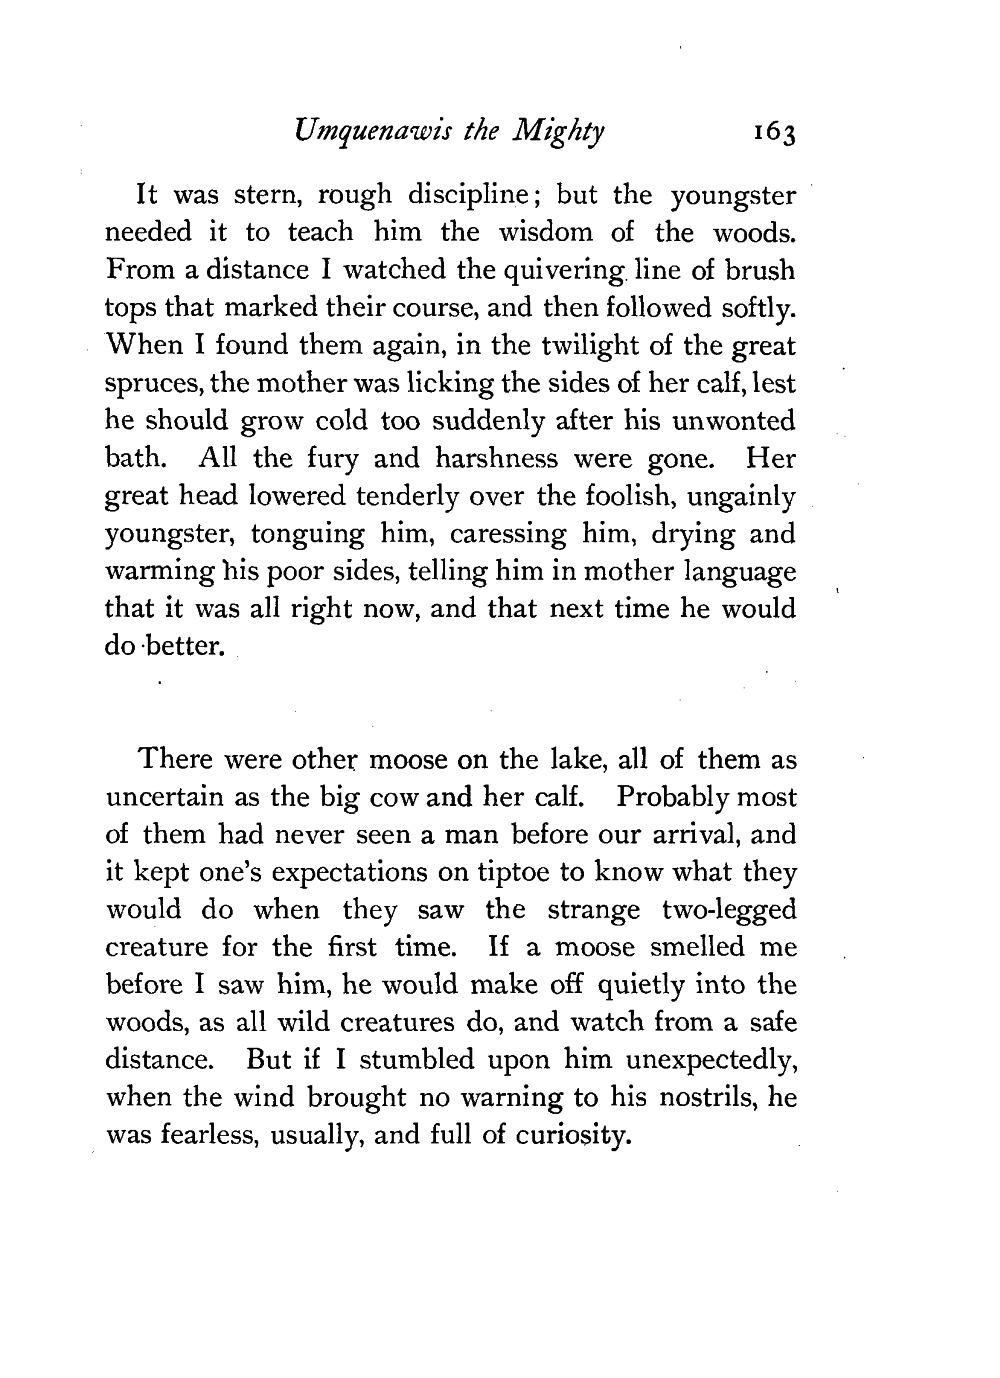 Umquenawis the Mighty 163
It was stern, rough discipline; but the youngster
needed it to teach him the wisdom of the woods.
From a distance I watched the quivering line of brush
tops that marked their course, and then followed softly.
When I found them again, in the twilight of the great
spruces, the mother was licking the sides of her calf, lest
he should grow cold too suddenly after his unwonted
bath. All the fury and harshness were gone. Her
great head lowered tenderly over the foolish, ungainly
youngster, tonguing him, caressing him, drying and
warming his poor sides, telling him in mother language
that it was all right now, and that next time he would
do better.
There were other moose on the lake, all of them as
uncertain as the big cow and her calf. Probably most
of them had never seen a man before our arrival, and
it kept one's expectations on tiptoe to know what they
would do when they saw the strange two-legged
creature for the first time. If a moose smelled me
before I saw him, he would make off quietly into the
woods, as all wild creatures do, and watch from a safe
distance. But if I stumbled upon him unexpectedly,
when the wind brought no warning to his nostrils, he
was fearless, usually, and full of curiosity.